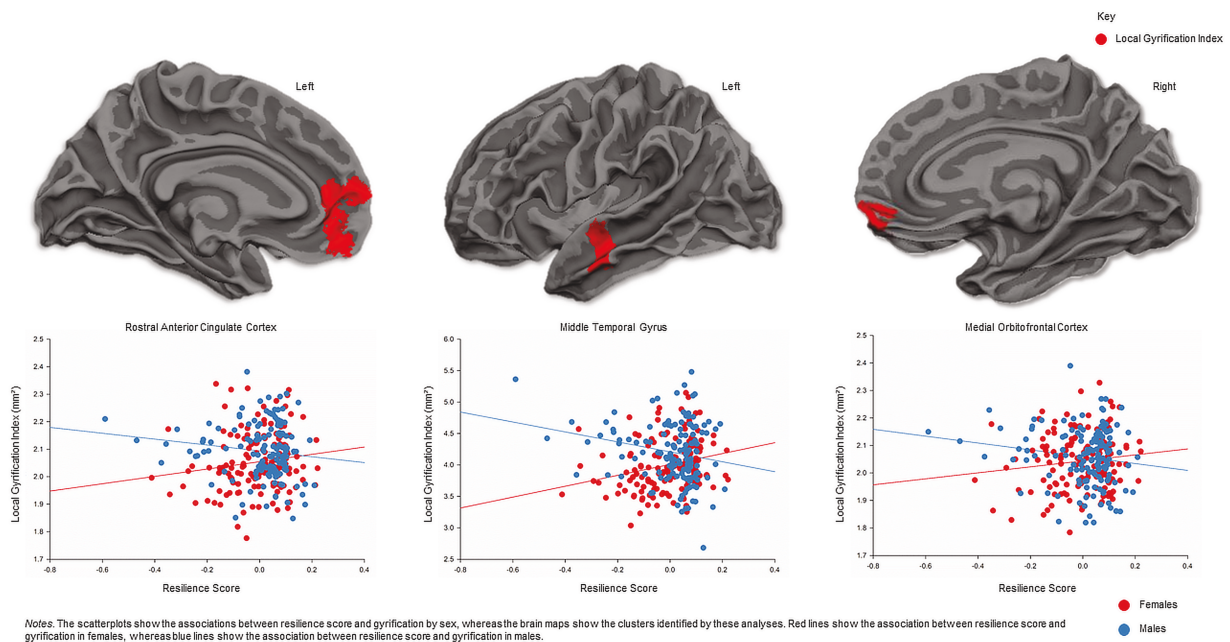 Key
Local Gyrification Index
Left
Left
Right
Rostral Anterior Cingulate Cortex
Local Gyrification Index (mm²)
2.5
2.4
2.3
2.2
2.1
2.0
1.9
1.8
1.7
-0.8 -0.6 -0.4 -0.2 0.0 0.2 0.4
Resilience Score
Middle Temporal Gyrus
Local Gyrification Index (mm²)
6.0
5.5
5.0
4.5
4.0
3.5
3.0
2.5
-0.8 -0.6 -0.4 -0.2 0.0 0.2 0.4
Resilience Score
Medial Orbitofrontal Cortex
Local Gyrification Index (mm²)
2.5
2.4
2.3
2.2
2.1
2.0
1.9
1.8
1.7
-0.8 -0.6 -0.4 -0.2 0.0 0.2 0.4
Resilience Score
Females
Males
Notes. The scatterplots show the associations between resilience score and gyrification by sex, whereas the brain maps show the clusters identified by these analyses. Red lines show the association between resilience score and
gyrification in females, whereas blue lines show the association between resilience score and gyrification in males.